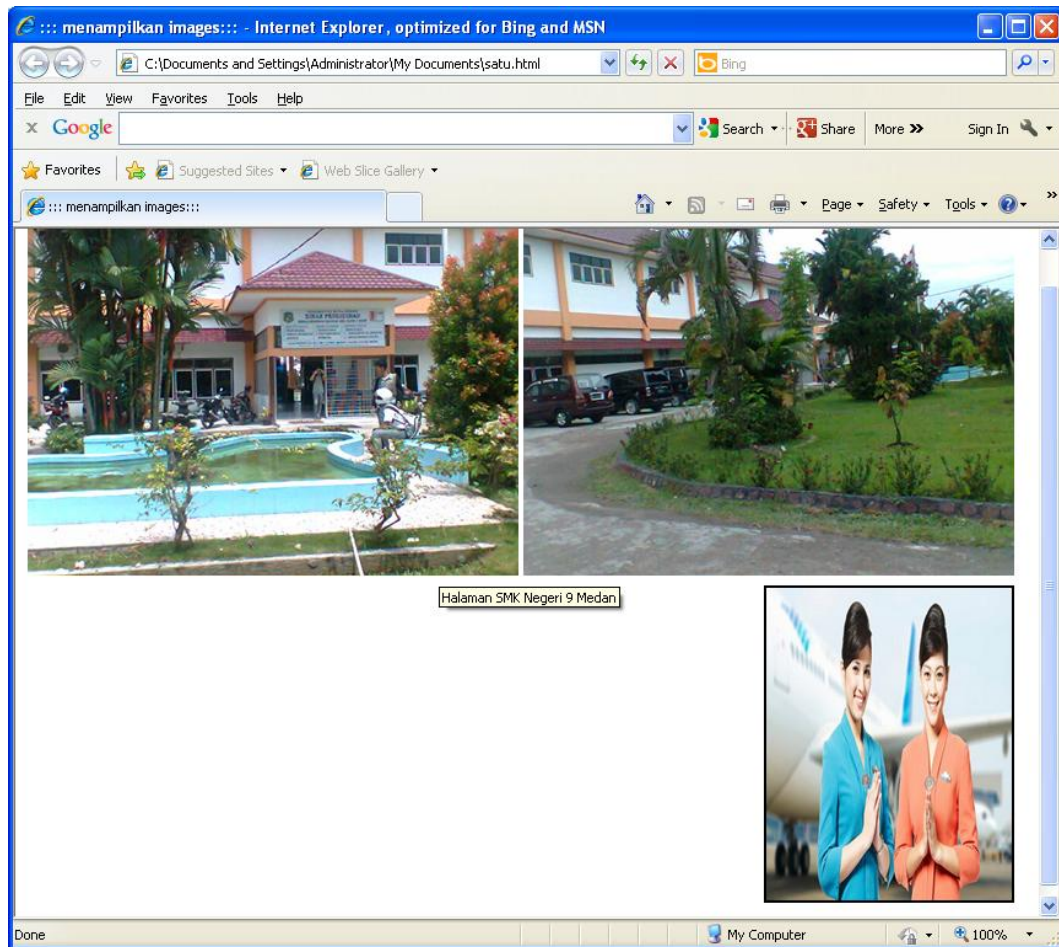 ::: menampilkan images::: - Internet Explorer, optimized for Bing and MSN
C:\Documents and Settings\Administrator\My Documents\satu.html
Bing
File Edit View Favorites Tools Help
x Google Search Share More >> Sign In
Favorites Suggested Sites Web Slice Gallery
::: menampilkan images::: Page Safety Tools >>
DINAS PENDIDIKAN
Halaman SMK Negeri 9 Medan
Done My Computer 100%